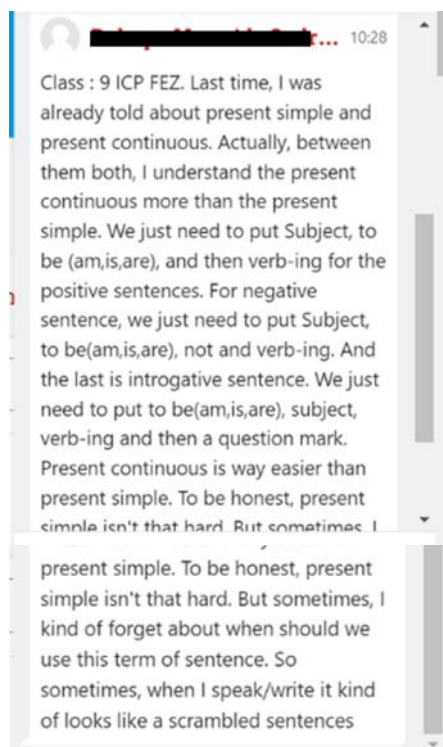 10:28
Class : 9 ICP FEZ. Last time, I was
already told about present simple and
present continuous. Actually, between
them both, I understand the present
continuous more than the present
simple. We just need to put Subject, to
be (am,is,are), and then verb-ing for the
positive sentences. For negative
sentence, we just need to put Subject,
to be(am,is,are), not and verb-ing. And
the last is introgative sentence. We just
need to put to be(am,is,are), subject,
verb-ing and then a question mark.
Present continuous is way easier than
present simple. To be honest, present
simple isn't that hard. But sometimes, I
present simple. To be honest, present
simple isn't that hard. But sometimes, I
kind of forget about when should we
use this term of sentence. So
sometimes, when I speak/write it kind
of looks like a scrambled sentences